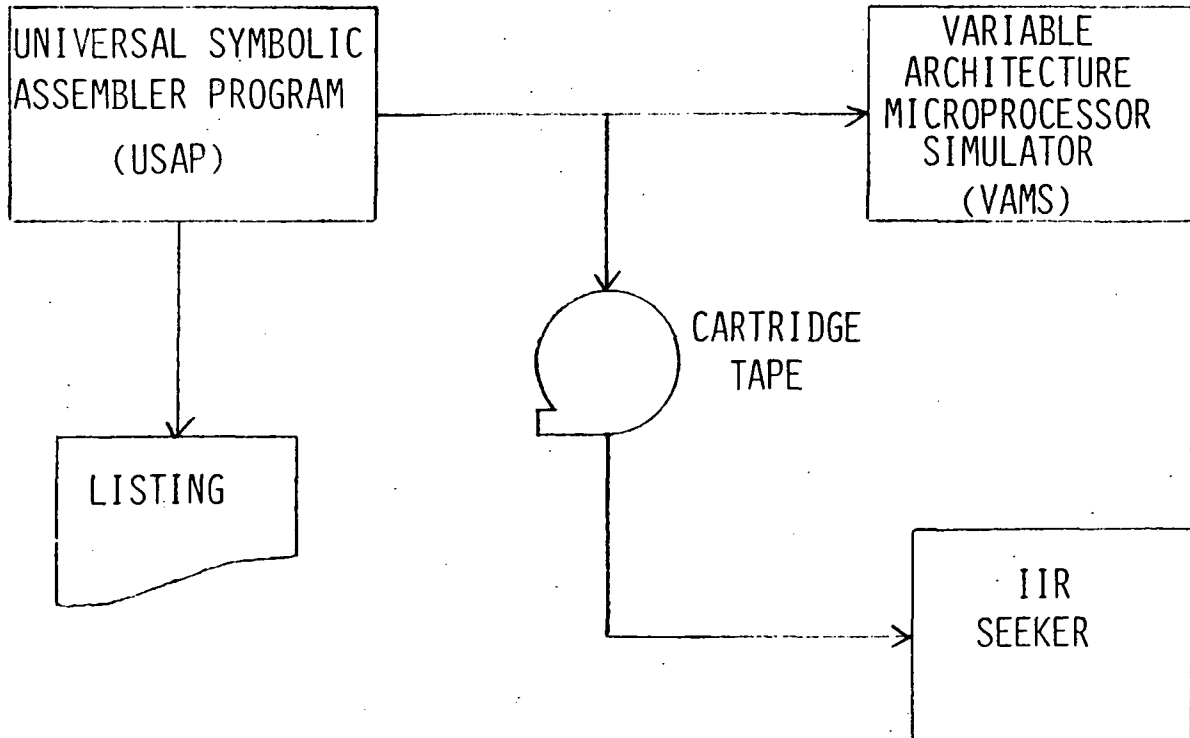 UNIVERSAL SYMBOLIC
ASSEMBLER PROGRAM
(USAP)
VARIABLE
ARCHITECTURE
MICROPROCESSOR
SIMULATOR
(VAMS)
CARTRIDGE
TAPE
LISTING
IIR
SEEKER